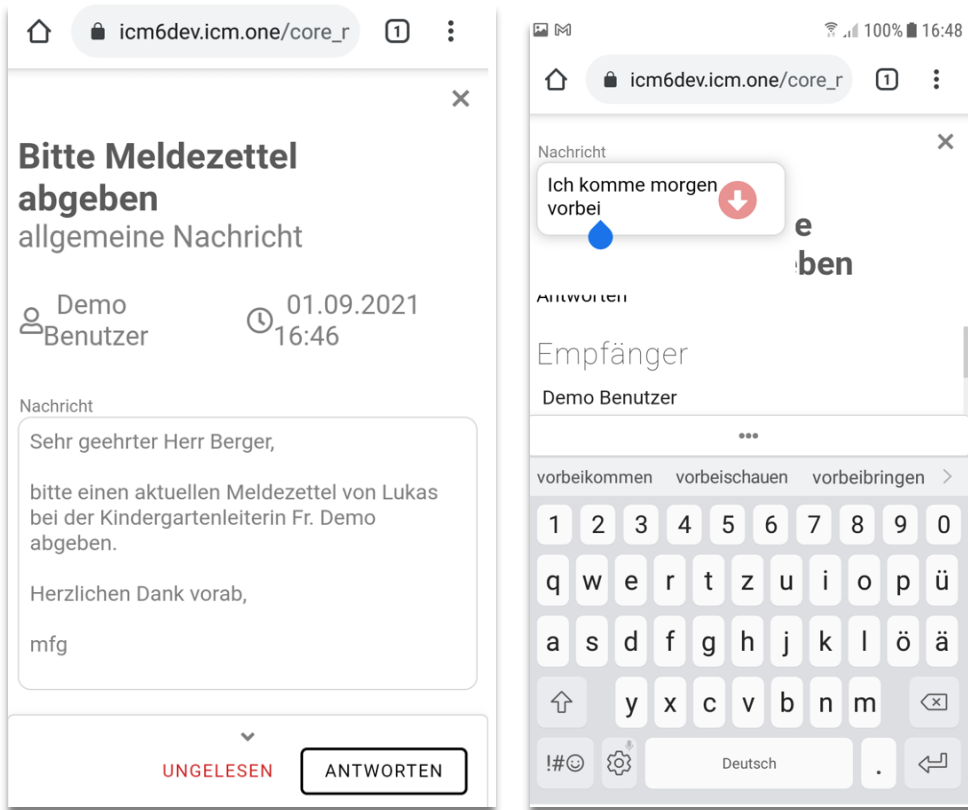 icm6dev.icm.one/core_r
1
Bitte Meldezettel
abgeben
allgemeine Nachricht
Demo
Benutzer
01.09.2021
16:46
Nachricht
Sehr geehrter Herr Berger,
bitte einen aktuellen Meldezettel von Lukas
bei der Kindergartenleiterin Fr. Demo
abgeben.
Herzlichen Dank vorab,
mfg
UNGELESEN
ANTWORTEN
100% 16:48
icm6dev.icm.one/core_r
1
Nachricht
Ich komme morgen
vorbei
e
ben
Antworten
Empfänger
Demo Benutzer
vorbeikommen vorbeischauen vorbeibringen
1 2 3 4 5 6 7 8 9 0
q w e r t z u i o p ü
a s d f g h j k l ö ä
y x c v b n m
!#☺ Deutsch .